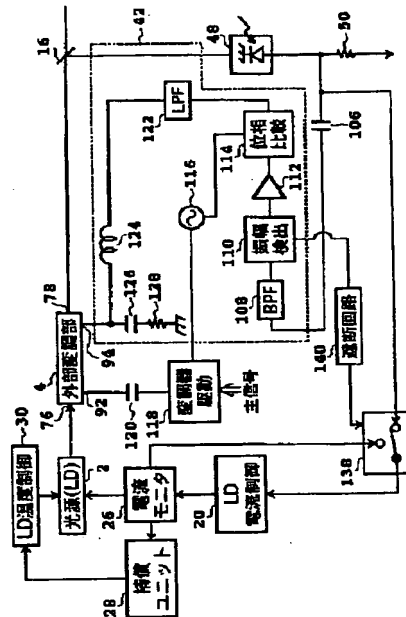 42
16
48
50
122
LPF
114
位相
比較
106
116
112
124
110
振幅
検出
126
128
108
BPF
140
遮断回路
78
4
外部変調部
94
76
92
120
118
変調器
駆動
主信号
30
LD温度制御
光源(LD)
2
26
電流
モニタ
20
LD
電流制御
138
28
補償
ユニット